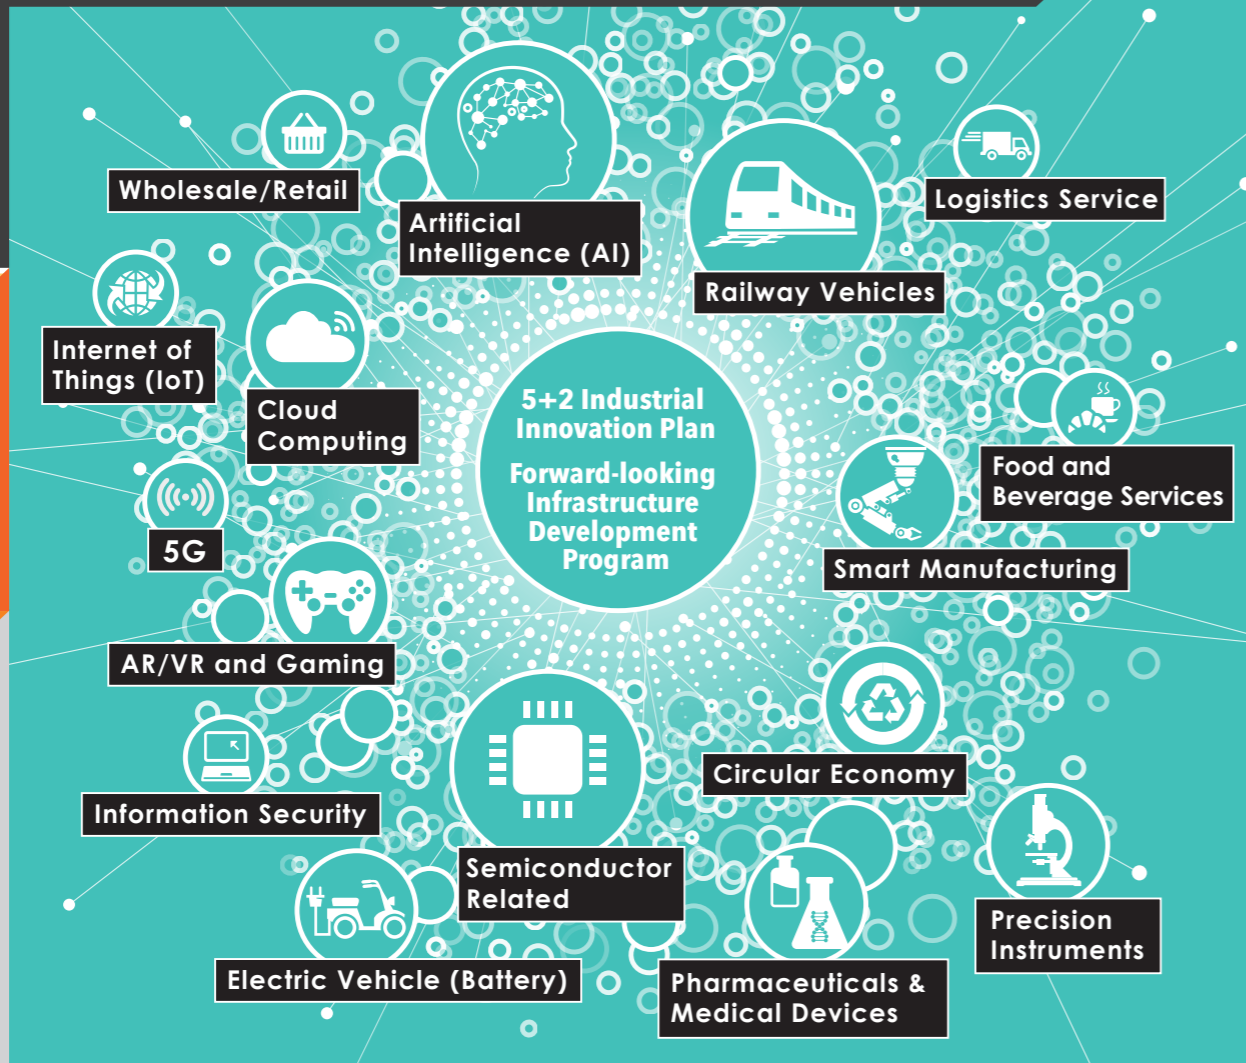 Wholesale/Retail
Artificial
Intelligence (AI)
Logistics Service
Railway Vehicles
Internet of
Things (IoT)
Cloud
Computing
5+2 Industrial
Innovation Plan
Forward-looking
Infrastructure
Development
Program
Food and
Beverage Services
5G
Smart Manufacturing
AR/VR and Gaming
Information Security
Circular Economy
Semiconductor
Related
Precision
Instruments
Electric Vehicle (Battery)
Pharmaceuticals &
Medical Devices